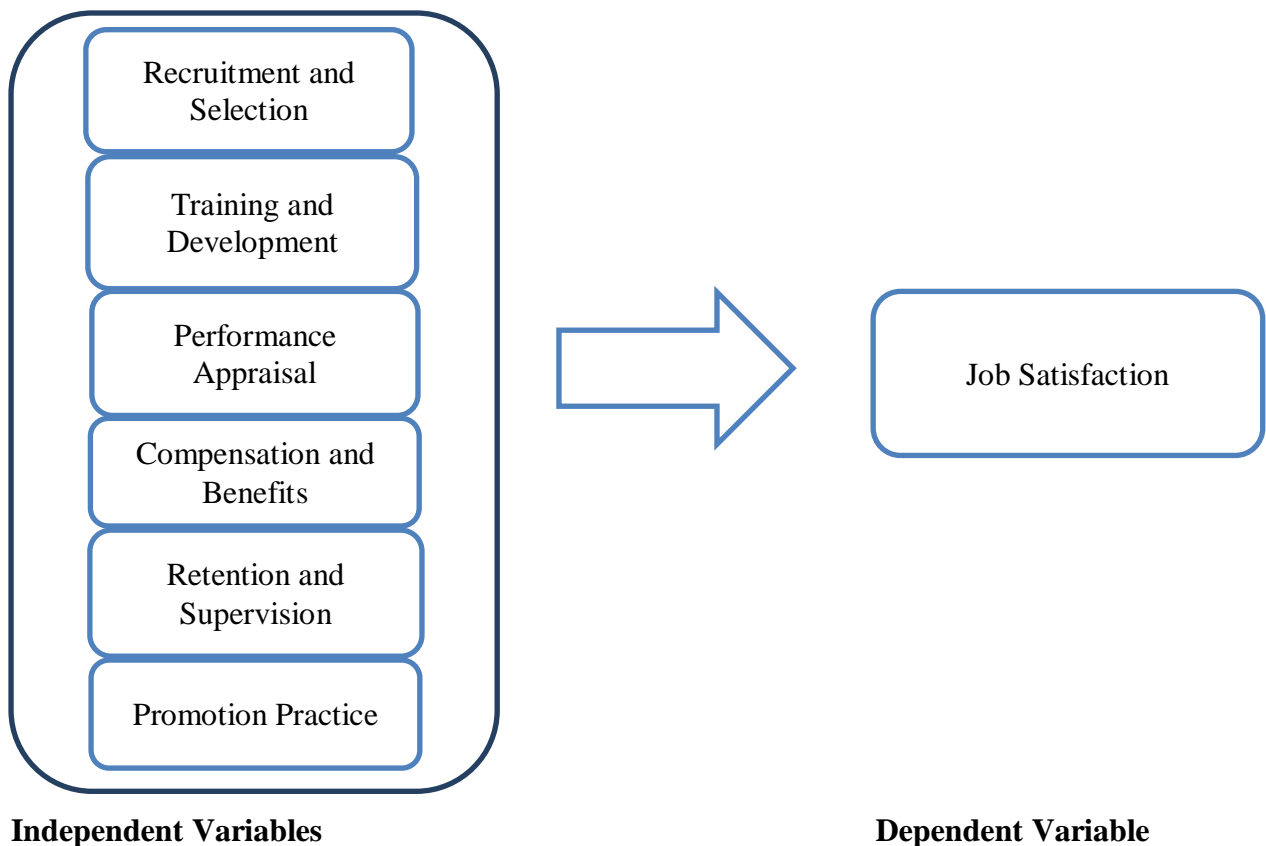 Recruitment and
Selection
Training and
Development
Performance
Appraisal
Compensation and
Benefits
Retention and
Supervision
Promotion Practice
Job Satisfaction
Independent Variables
Dependent Variable